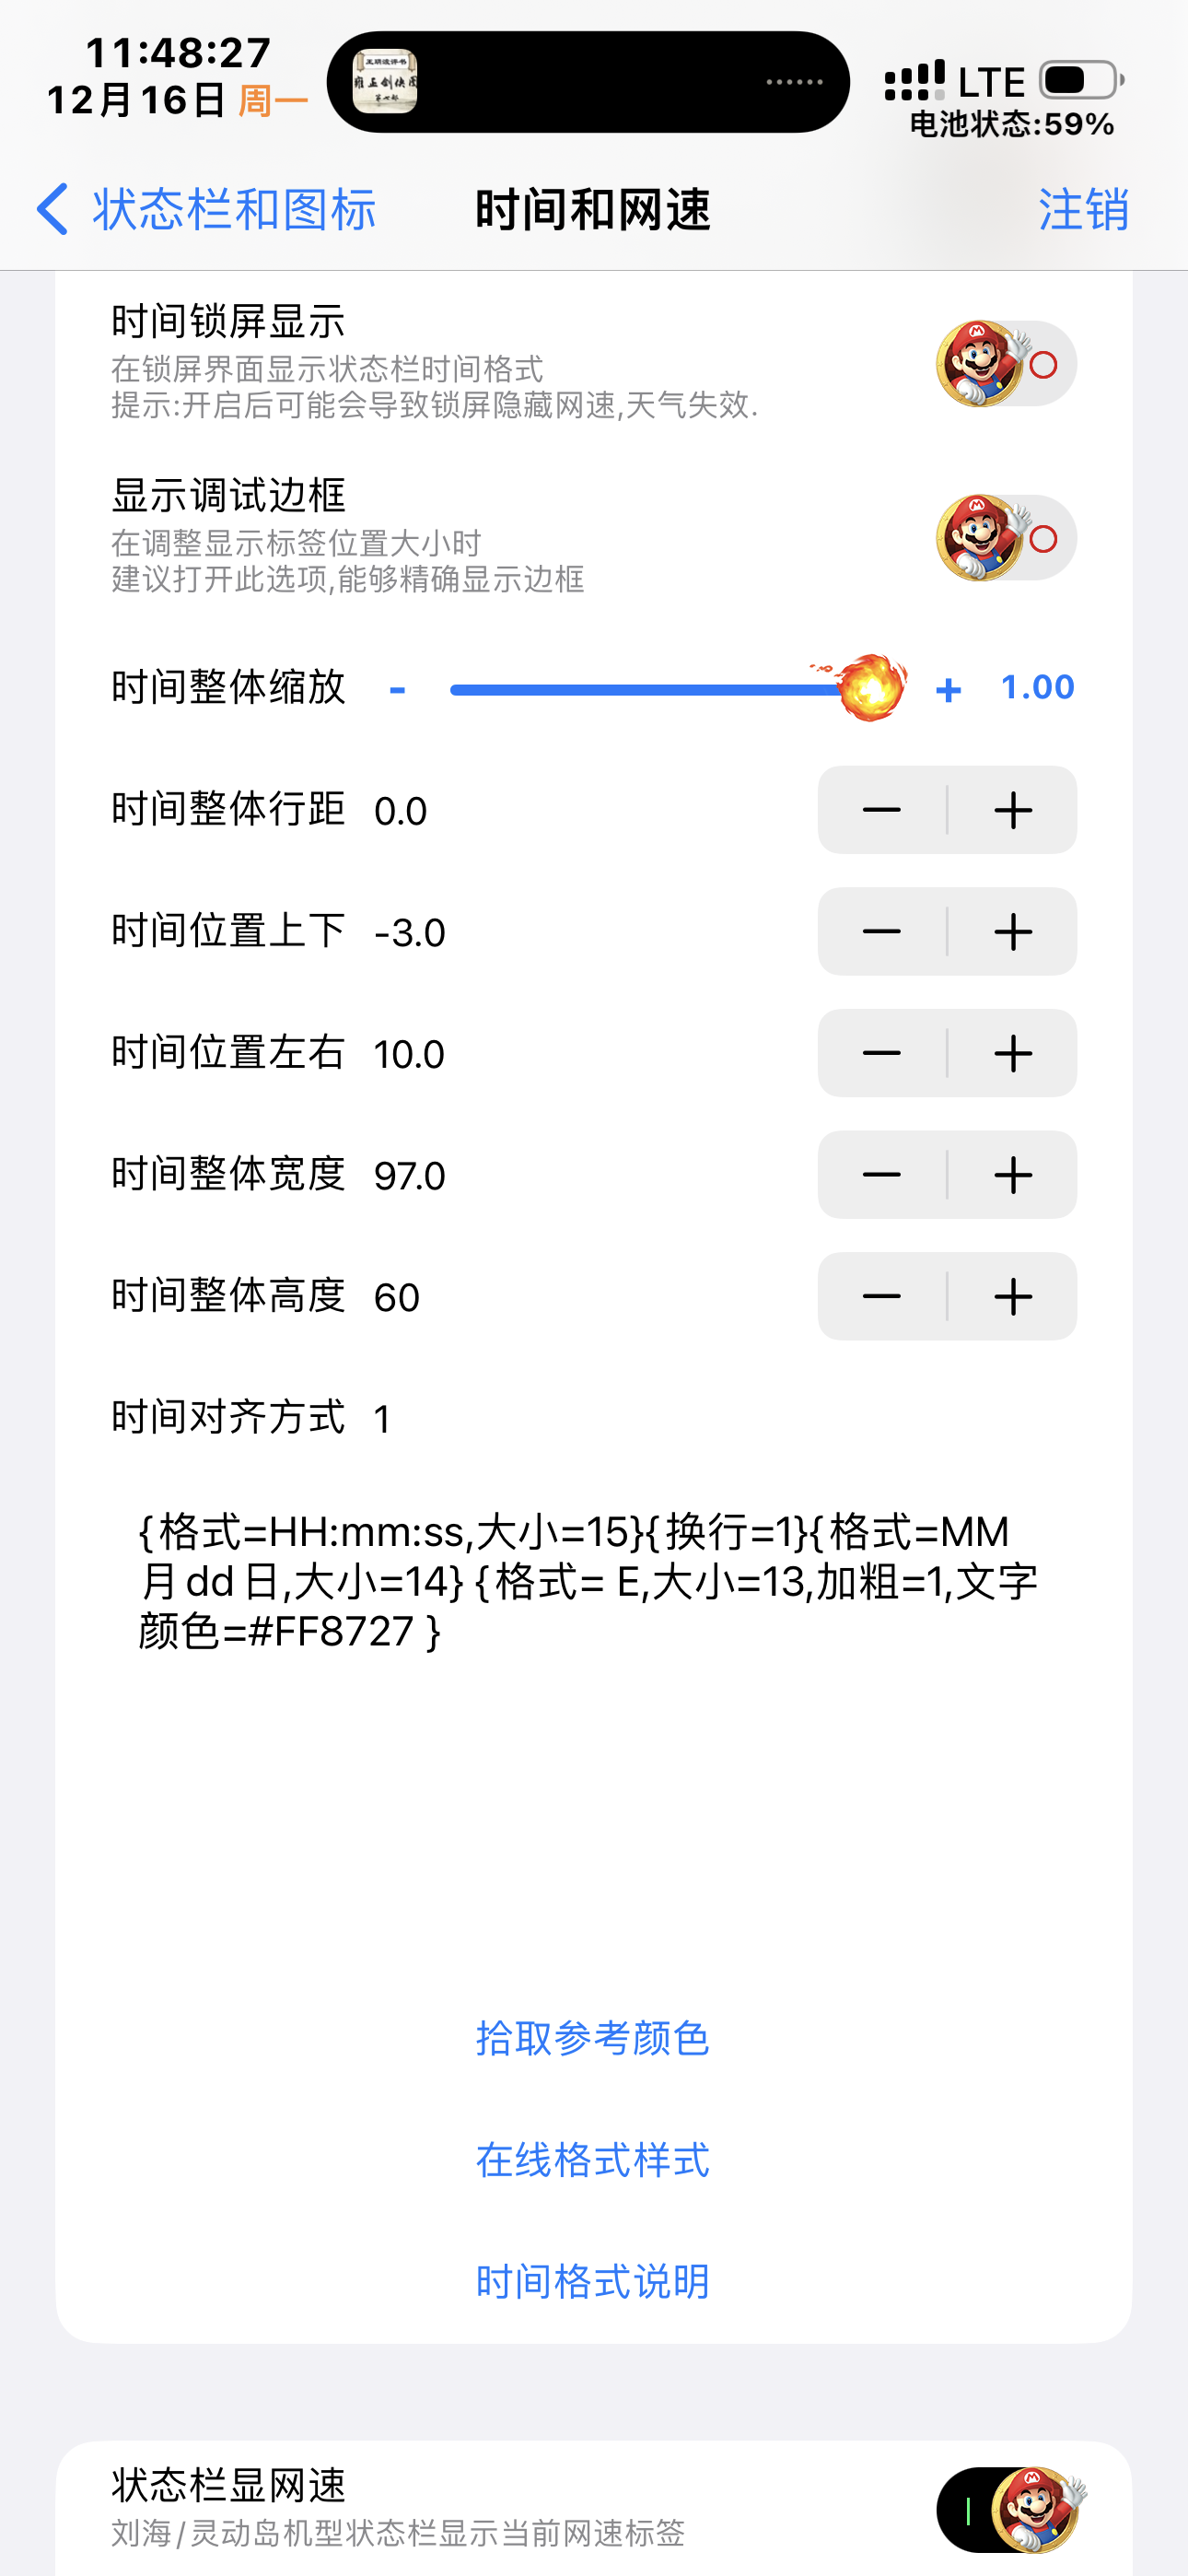 11:48:27
12月16日 周一
LTE
电池状态:59%
状态栏和图标
时间和网速
注销
时间锁屏显示
在锁屏界面显示状态栏时间格式
提示:开启后可能会导致锁屏隐藏网速,天气失效.
显示调试边框
在调整显示标签位置大小时
建议打开此选项,能够精确显示边框
时间整体缩放 - + 1.00
时间整体行距 0.0
时间位置上下 -3.0
时间位置左右 10.0
时间整体宽度 97.0
时间整体高度 60
时间对齐方式 1
{格式=HH:mm:ss,大小=15}{换行=1}{格式=MM
月dd日,大小=14} {格式= E,大小=13,加粗=1,文字
颜色=#FF8727 }
拾取参考颜色
在线格式样式
时间格式说明
状态栏显网速
刘海/灵动岛机型状态栏显示当前网速标签